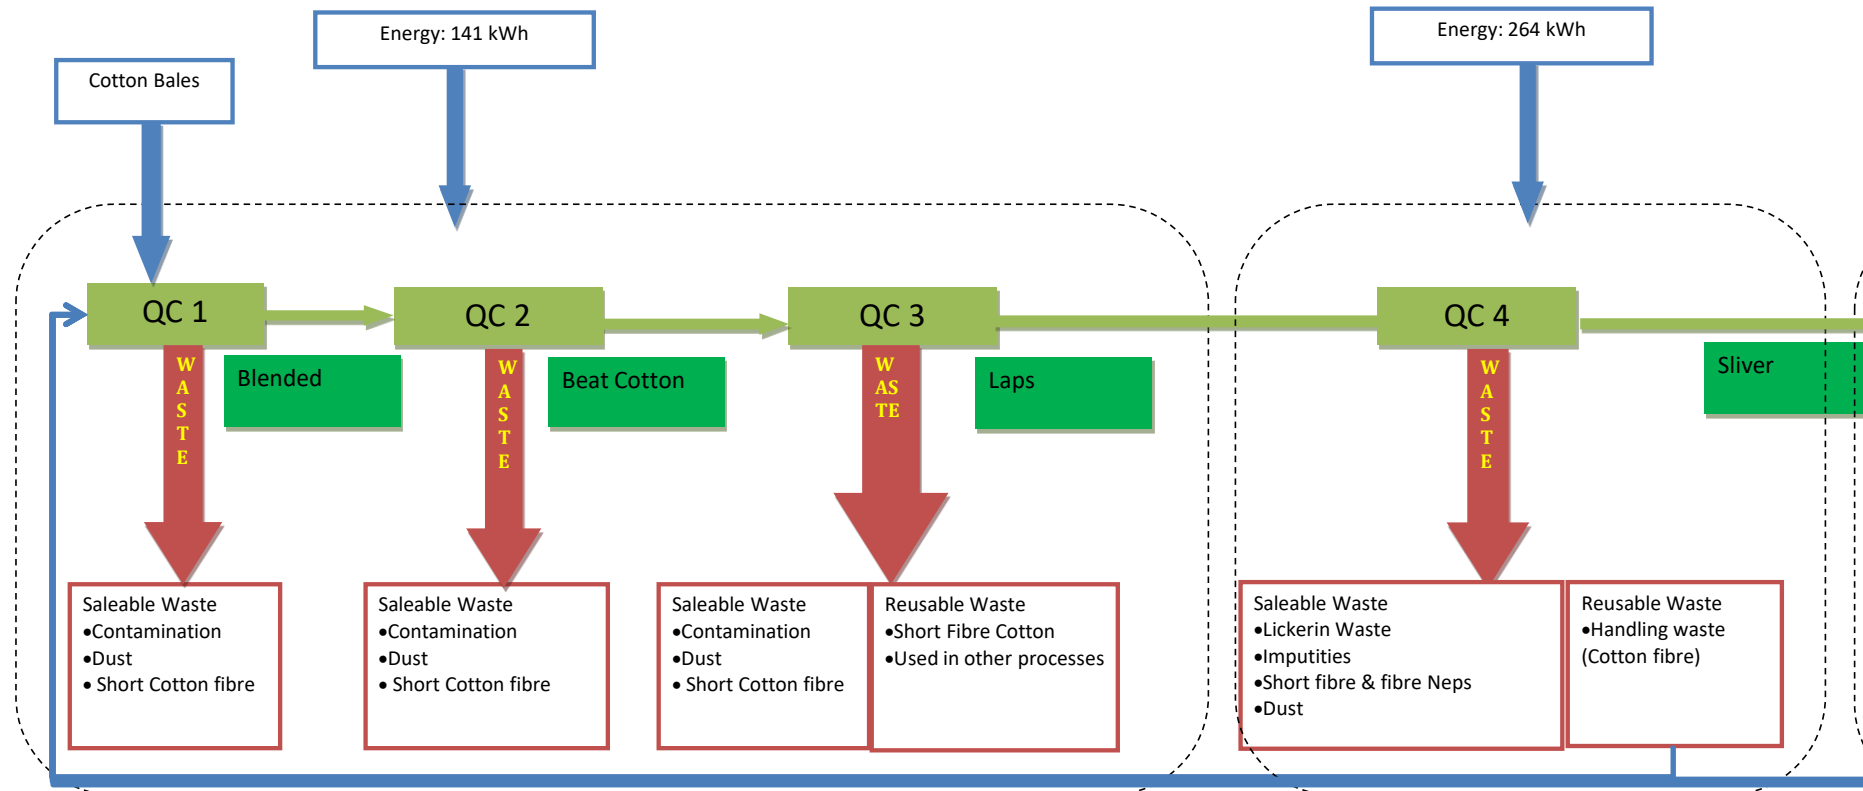 Energy: 141 kWh
Energy: 264 kWh
Cotton Bales
QC 1
QC 2
QC 3
QC 4
W
A
S
T
E
Blended
W
A
S
T
E
Beat Cotton
W
AS
TE
Laps
W
A
S
T
E
Sliver
Saleable Waste
•Contamination
•Dust
• Short Cotton fibre
Saleable Waste
•Contamination
•Dust
• Short Cotton fibre
Saleable Waste
•Contamination
•Dust
• Short Cotton fibre
Reusable Waste
•Short Fibre Cotton
•Used in other processes
Saleable Waste
•Lickerin Waste
•Imputities
•Short fibre & fibre Neps
•Dust
Reusable Waste
•Handling waste
(Cotton fibre)